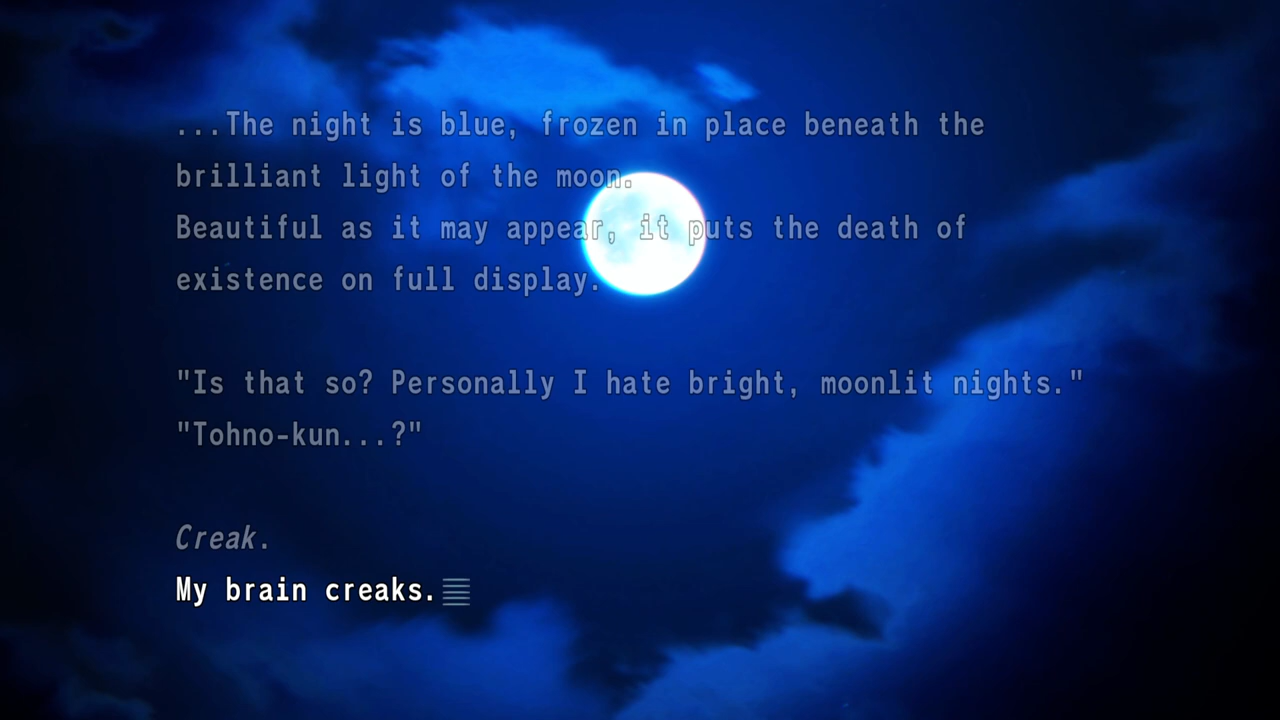 ...The night is blue, frozen in place beneath the
brilliant light of the moon.
Beautiful as it may appear, it puts the death of
existence on full display.
"Is that so? Personally I hate bright, moonlit nights."
"Tohno-kun...?"
Creak.
My brain creaks.